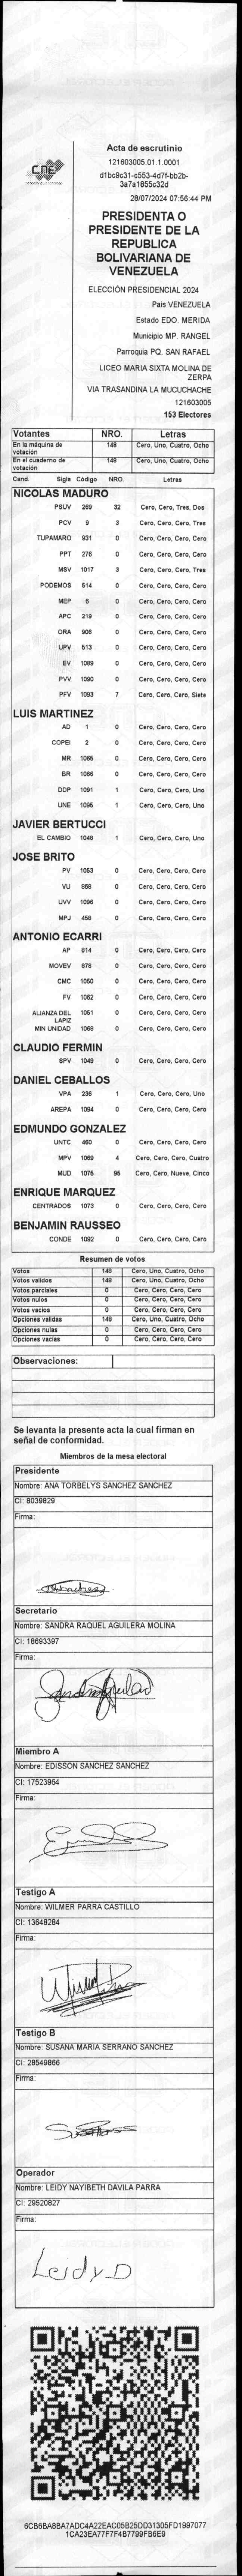 CNE
Acta de escrutinio
121603005.01.1.0001
d1bc9c31-c553-4d7f-bb2b-
3a7a1855c32d
28/07/2024 07:56:44 PM
PRESIDENTA O
PRESIDENTE DE LA
REPUBLICA
BOLIVARIANA DE
VENEZUELA
ELECCIÓN PRESIDENCIAL 2024
Pais VENEZUELA
Estado EDO. MERIDA
Municipio MP. RANGEL
Parroquia PQ. SAN RAFAEL
LICEO MARIA SIXTA MOLINA DE
ZERPA
VIA TRASANDINA LA MUCUCHACHE
121603005
153 Electores
Votantes NRO. Letras
En la máquina de votación 148 Cero, Uno, Cuatro, Ocho
En el cuaderno de votación 148 Cero, Uno, Cuatro, Ocho
Cand. Sigla Código NRO. Letras
NICOLAS MADURO
PSUV 269 32 Cero, Cero, Tres, Dos
PCV 9 3 Cero, Cero, Cero, Tres
TUPAMARO 931 0 Cero, Cero, Cero, Cero
PPT 276 0 Cero, Cero, Cero, Cero
MSV 1017 3 Cero, Cero, Cero, Tres
PODEMOS 514 0 Cero, Cero, Cero, Cero
MEP 6 0 Cero, Cero, Cero, Cero
APC 219 0 Cero, Cero, Cero, Cero
ORA 906 0 Cero, Cero, Cero, Cero
UPV 513 0 Cero, Cero, Cero, Cero
EV 1089 0 Cero, Cero, Cero, Cero
PVV 1090 0 Cero, Cero, Cero, Cero
PFV 1093 7 Cero, Cero, Cero, Siete
LUIS MARTINEZ
AD 1 0 Cero, Cero, Cero, Cero
COPEI 2 0 Cero, Cero, Cero, Cero
MR 1065 0 Cero, Cero, Cero, Cero
BR 1066 0 Cero, Cero, Cero, Cero
DDP 1091 1 Cero, Cero, Cero, Uno
UNE 1095 1 Cero, Cero, Cero, Uno
JAVIER BERTUCCI
EL CAMBIO 1048 1 Cero, Cero, Cero, Uno
JOSE BRITO
PV 1053 0 Cero, Cero, Cero, Cero
VU 868 0 Cero, Cero, Cero, Cero
UVV 1096 0 Cero, Cero, Cero, Cero
MPJ 458 0 Cero, Cero, Cero, Cero
ANTONIO ECARRI
AP 814 0 Cero, Cero, Cero, Cero
MOVEV 878 0 Cero, Cero, Cero, Cero
CMC 1050 0 Cero, Cero, Cero, Cero
FV 1062 0 Cero, Cero, Cero, Cero
ALIANZA DEL LAPIZ 1051 0 Cero, Cero, Cero, Cero
MIN UNIDAD 1068 0 Cero, Cero, Cero, Cero
CLAUDIO FERMIN
SPV 1049 0 Cero, Cero, Cero, Cero
DANIEL CEBALLOS
VPA 236 1 Cero, Cero, Cero, Uno
AREPA 1094 0 Cero, Cero, Cero, Cero
EDMUNDO GONZALEZ
UNTC 460 0 Cero, Cero, Cero, Cero
MPV 1069 4 Cero, Cero, Cero, Cuatro
MUD 1075 95 Cero, Cero, Nueve, Cinco
ENRIQUE MARQUEZ
CENTRADOS 1073 0 Cero, Cero, Cero, Cero
BENJAMIN RAUSSEO
CONDE 1092 0 Cero, Cero, Cero, Cero
Resumen de votos
Votos 148 Cero, Uno, Cuatro, Ocho
Votos validos 148 Cero, Uno, Cuatro, Ocho
Votos parciales 0 Cero, Cero, Cero, Cero
Votos nulos 0 Cero, Cero, Cero, Cero
Votos vacios 0 Cero, Cero, Cero, Cero
Opciones validas 148 Cero, Uno, Cuatro, Ocho
Opciones nulas 0 Cero, Cero, Cero, Cero
Opciones vacias 0 Cero, Cero, Cero, Cero
Observaciones:
Se levanta la presente acta la cual firman en
señal de conformidad.
Miembros de la mesa electoral
Presidente
Nombre: ANA TORBELYS SANCHEZ SANCHEZ
CI: 8039829
Firma:
Secretario
Nombre: SANDRA RAQUEL AGUILERA MOLINA
CI: 18693397
Firma:
Miembro A
Nombre: EDISSON SANCHEZ SANCHEZ
CI: 17523964
Firma:
Testigo A
Nombre: WILMER PARRA CASTILLO
CI: 13648284
Firma:
Testigo B
Nombre: SUSANA MARIA SERRANO SANCHEZ
CI: 28549866
Firma:
Operador
Nombre: LEIDY NAYIBETH DAVILA PARRA
CI: 29520827
Firma:
Leidy D
6CB6BA8BA7ADC4A22EAC05B25DD31305FD1997077
1CA23EA77F7F4B7799FB6E9